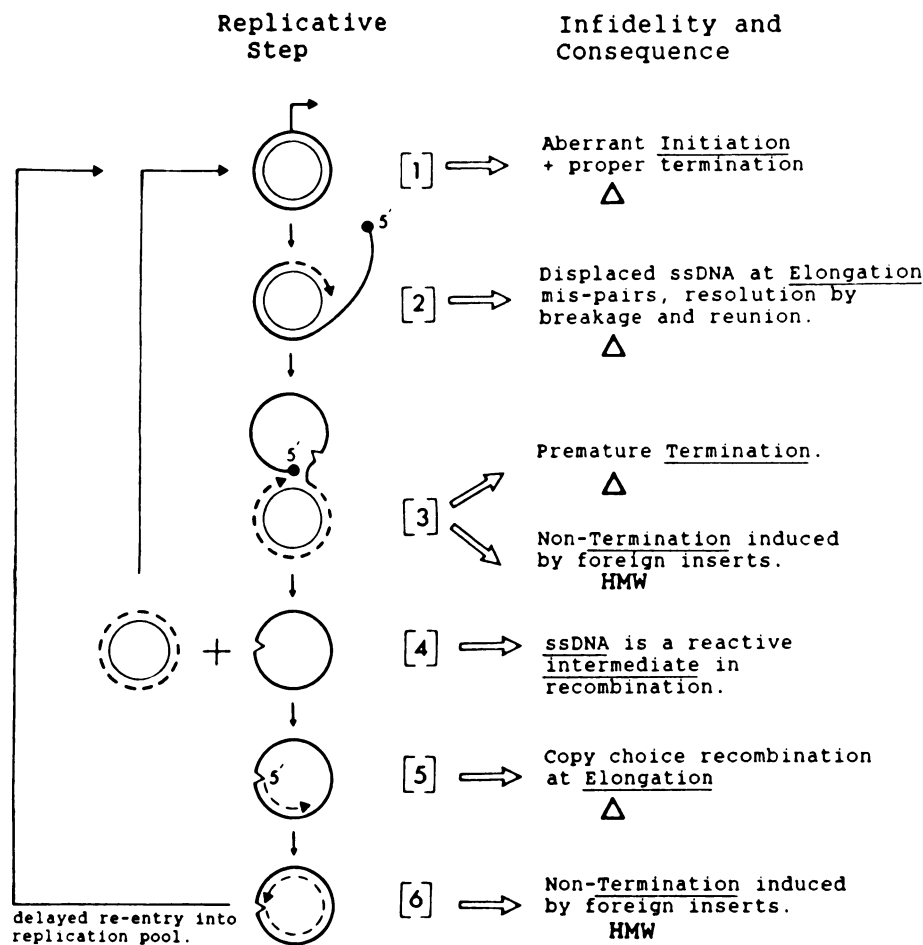 Replicative
Step
Infidelity and
Consequence
[1]
Aberrant Initiation
+ proper termination
Δ
5′
[2]
Displaced ssDNA at Elongation
mis-pairs, resolution by
breakage and reunion.
Δ
5′
[3]
Premature Termination.
Δ
Non-Termination induced
by foreign inserts.
HMW
+
[4]
ssDNA is a reactive
intermediate in
recombination.
5′
[5]
Copy choice recombination
at Elongation
Δ
[6]
Non-Termination induced
by foreign inserts.
HMW
delayed re-entry into
replication pool.